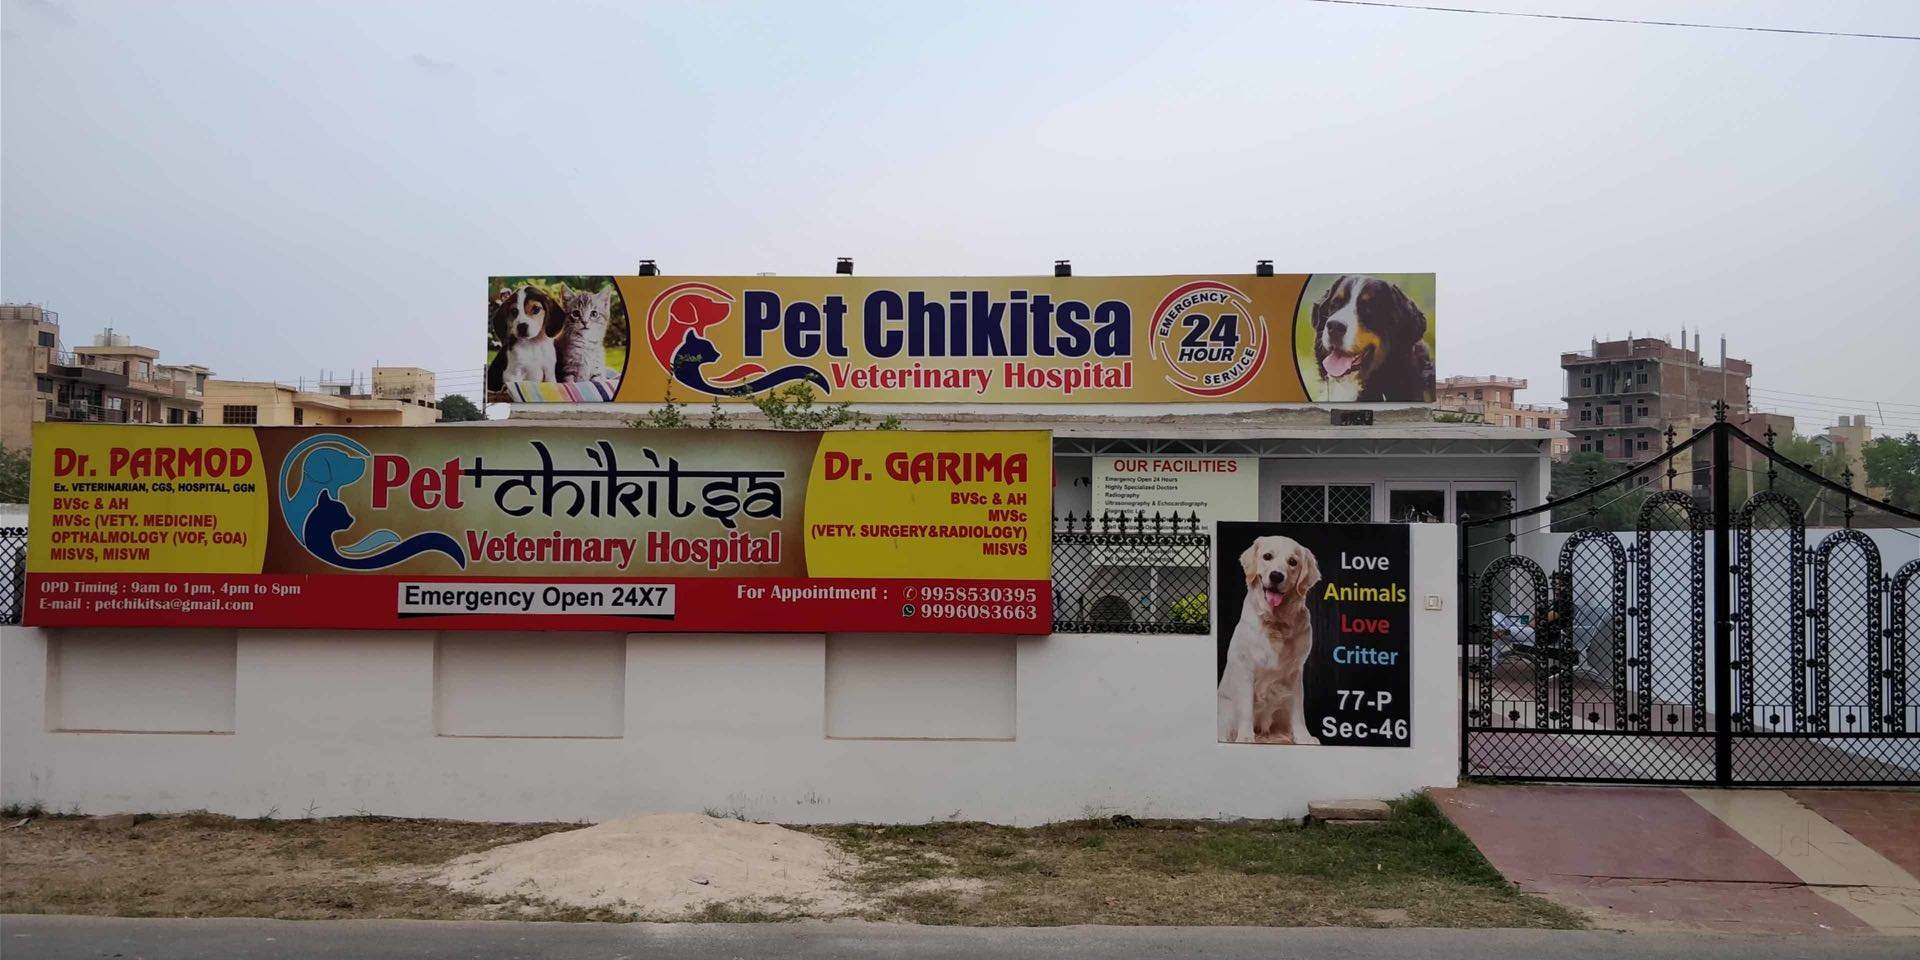 Pet Chikitsa
Veterinary Hospital
EMERGENCY
24
HOUR
SERVICE
Dr. PARMOD
Ex. VETERINARIAN, CGS, HOSPITAL, GGN
BVSc & AH
MVSc (VETY. MEDICINE)
OPTHALMOLOGY (VOF, GOA)
MISVS, MISVM
Pet+chikitsa
Veterinary Hospital
Dr. GARIMA
BVSc & AH
MVSc
(VETY. SURGERY&RADIOLOGY)
MISVS
OPD Timing : 9am to 1pm, 4pm to 8pm
E-mail : petchikitsa@gmail.com
Emergency Open 24X7
For Appointment : 9958530395
9996083663
OUR FACILITIES
Emergency Open 24 Hours
Highly Specialized Doctors
Radiography
Ultrasonography & Echocardiography
Diagnostic Lab
Love
Animals
Love
Critter
77-P
Sec-46